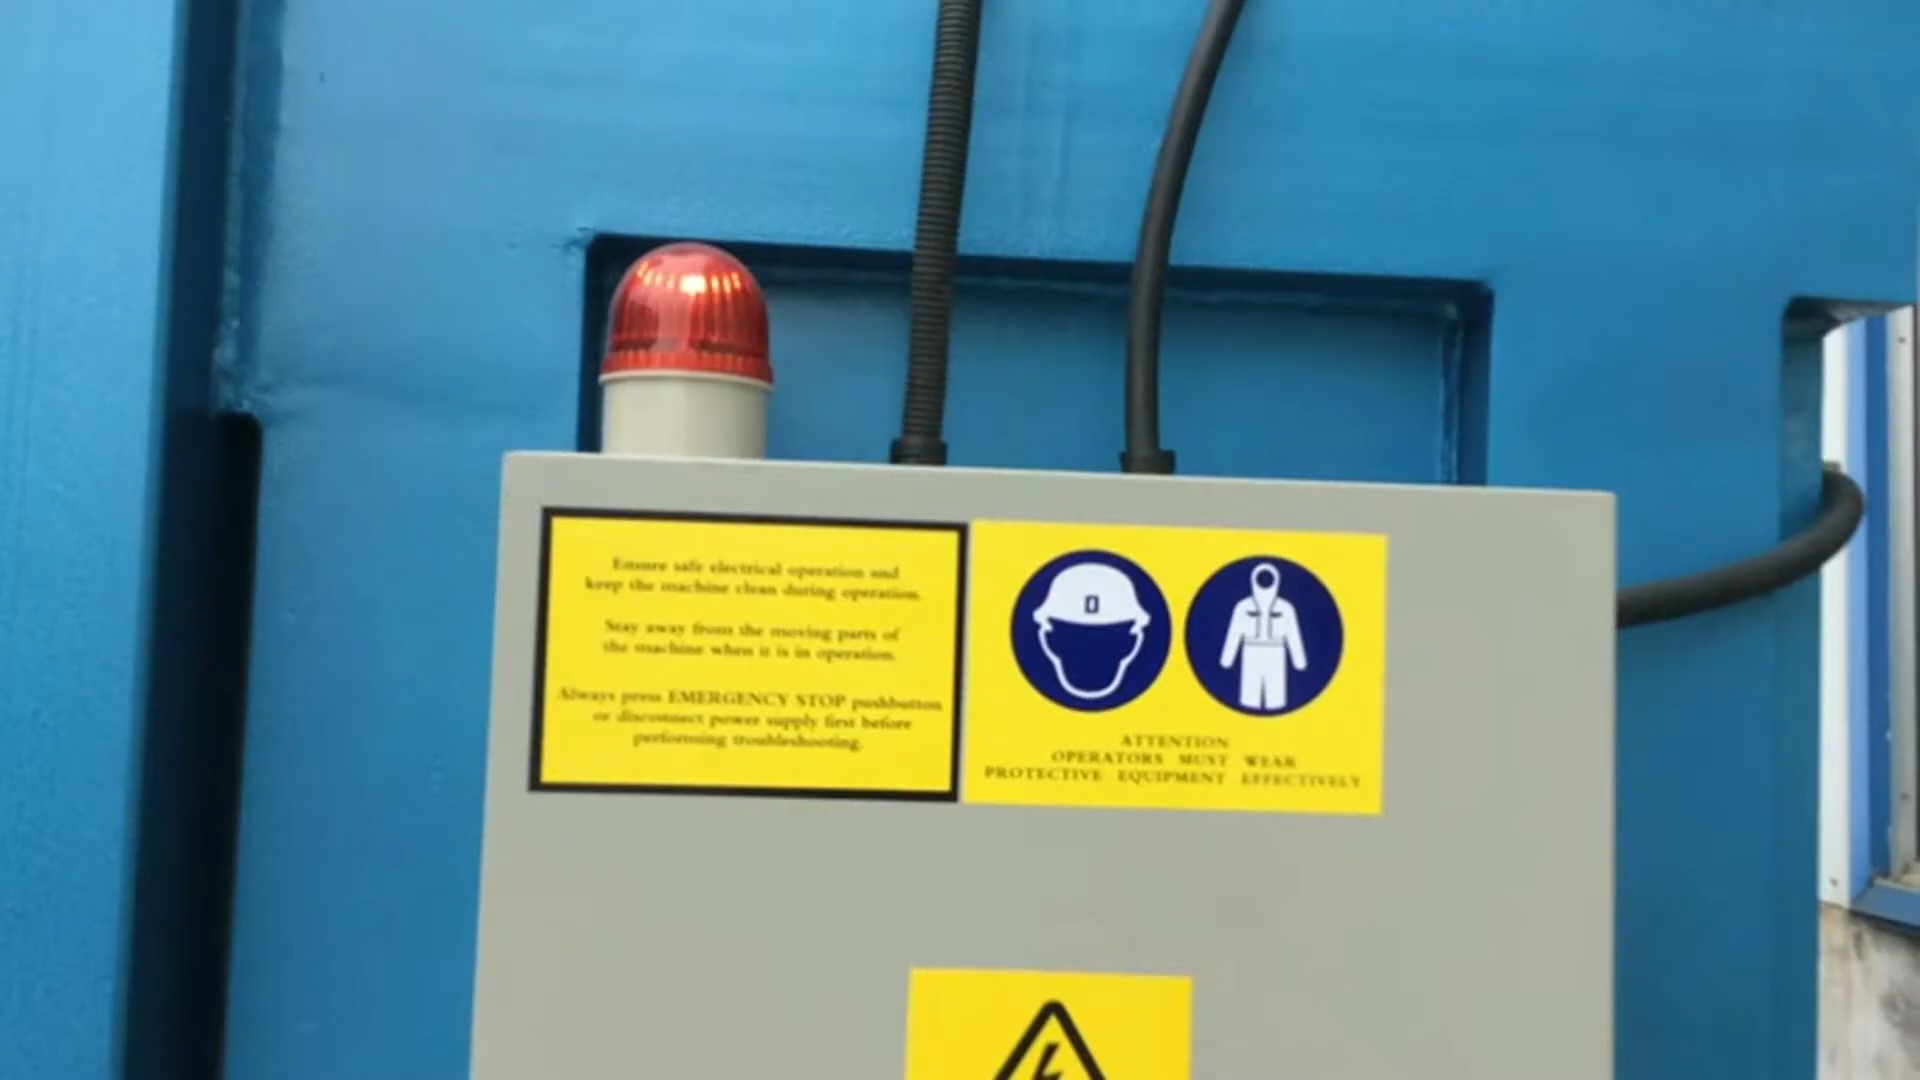 Ensure safe electrical operation and
keep the machine clean during operation.
Stay away from the moving parts of
the machine when it is in operation.
Always press EMERGENCY STOP pushbutton
or disconnect power supply first before
performing troubleshooting.
ATTENTION
OPERATORS MUST WEAR
PROTECTIVE EQUIPMENT EFFECTIVELY